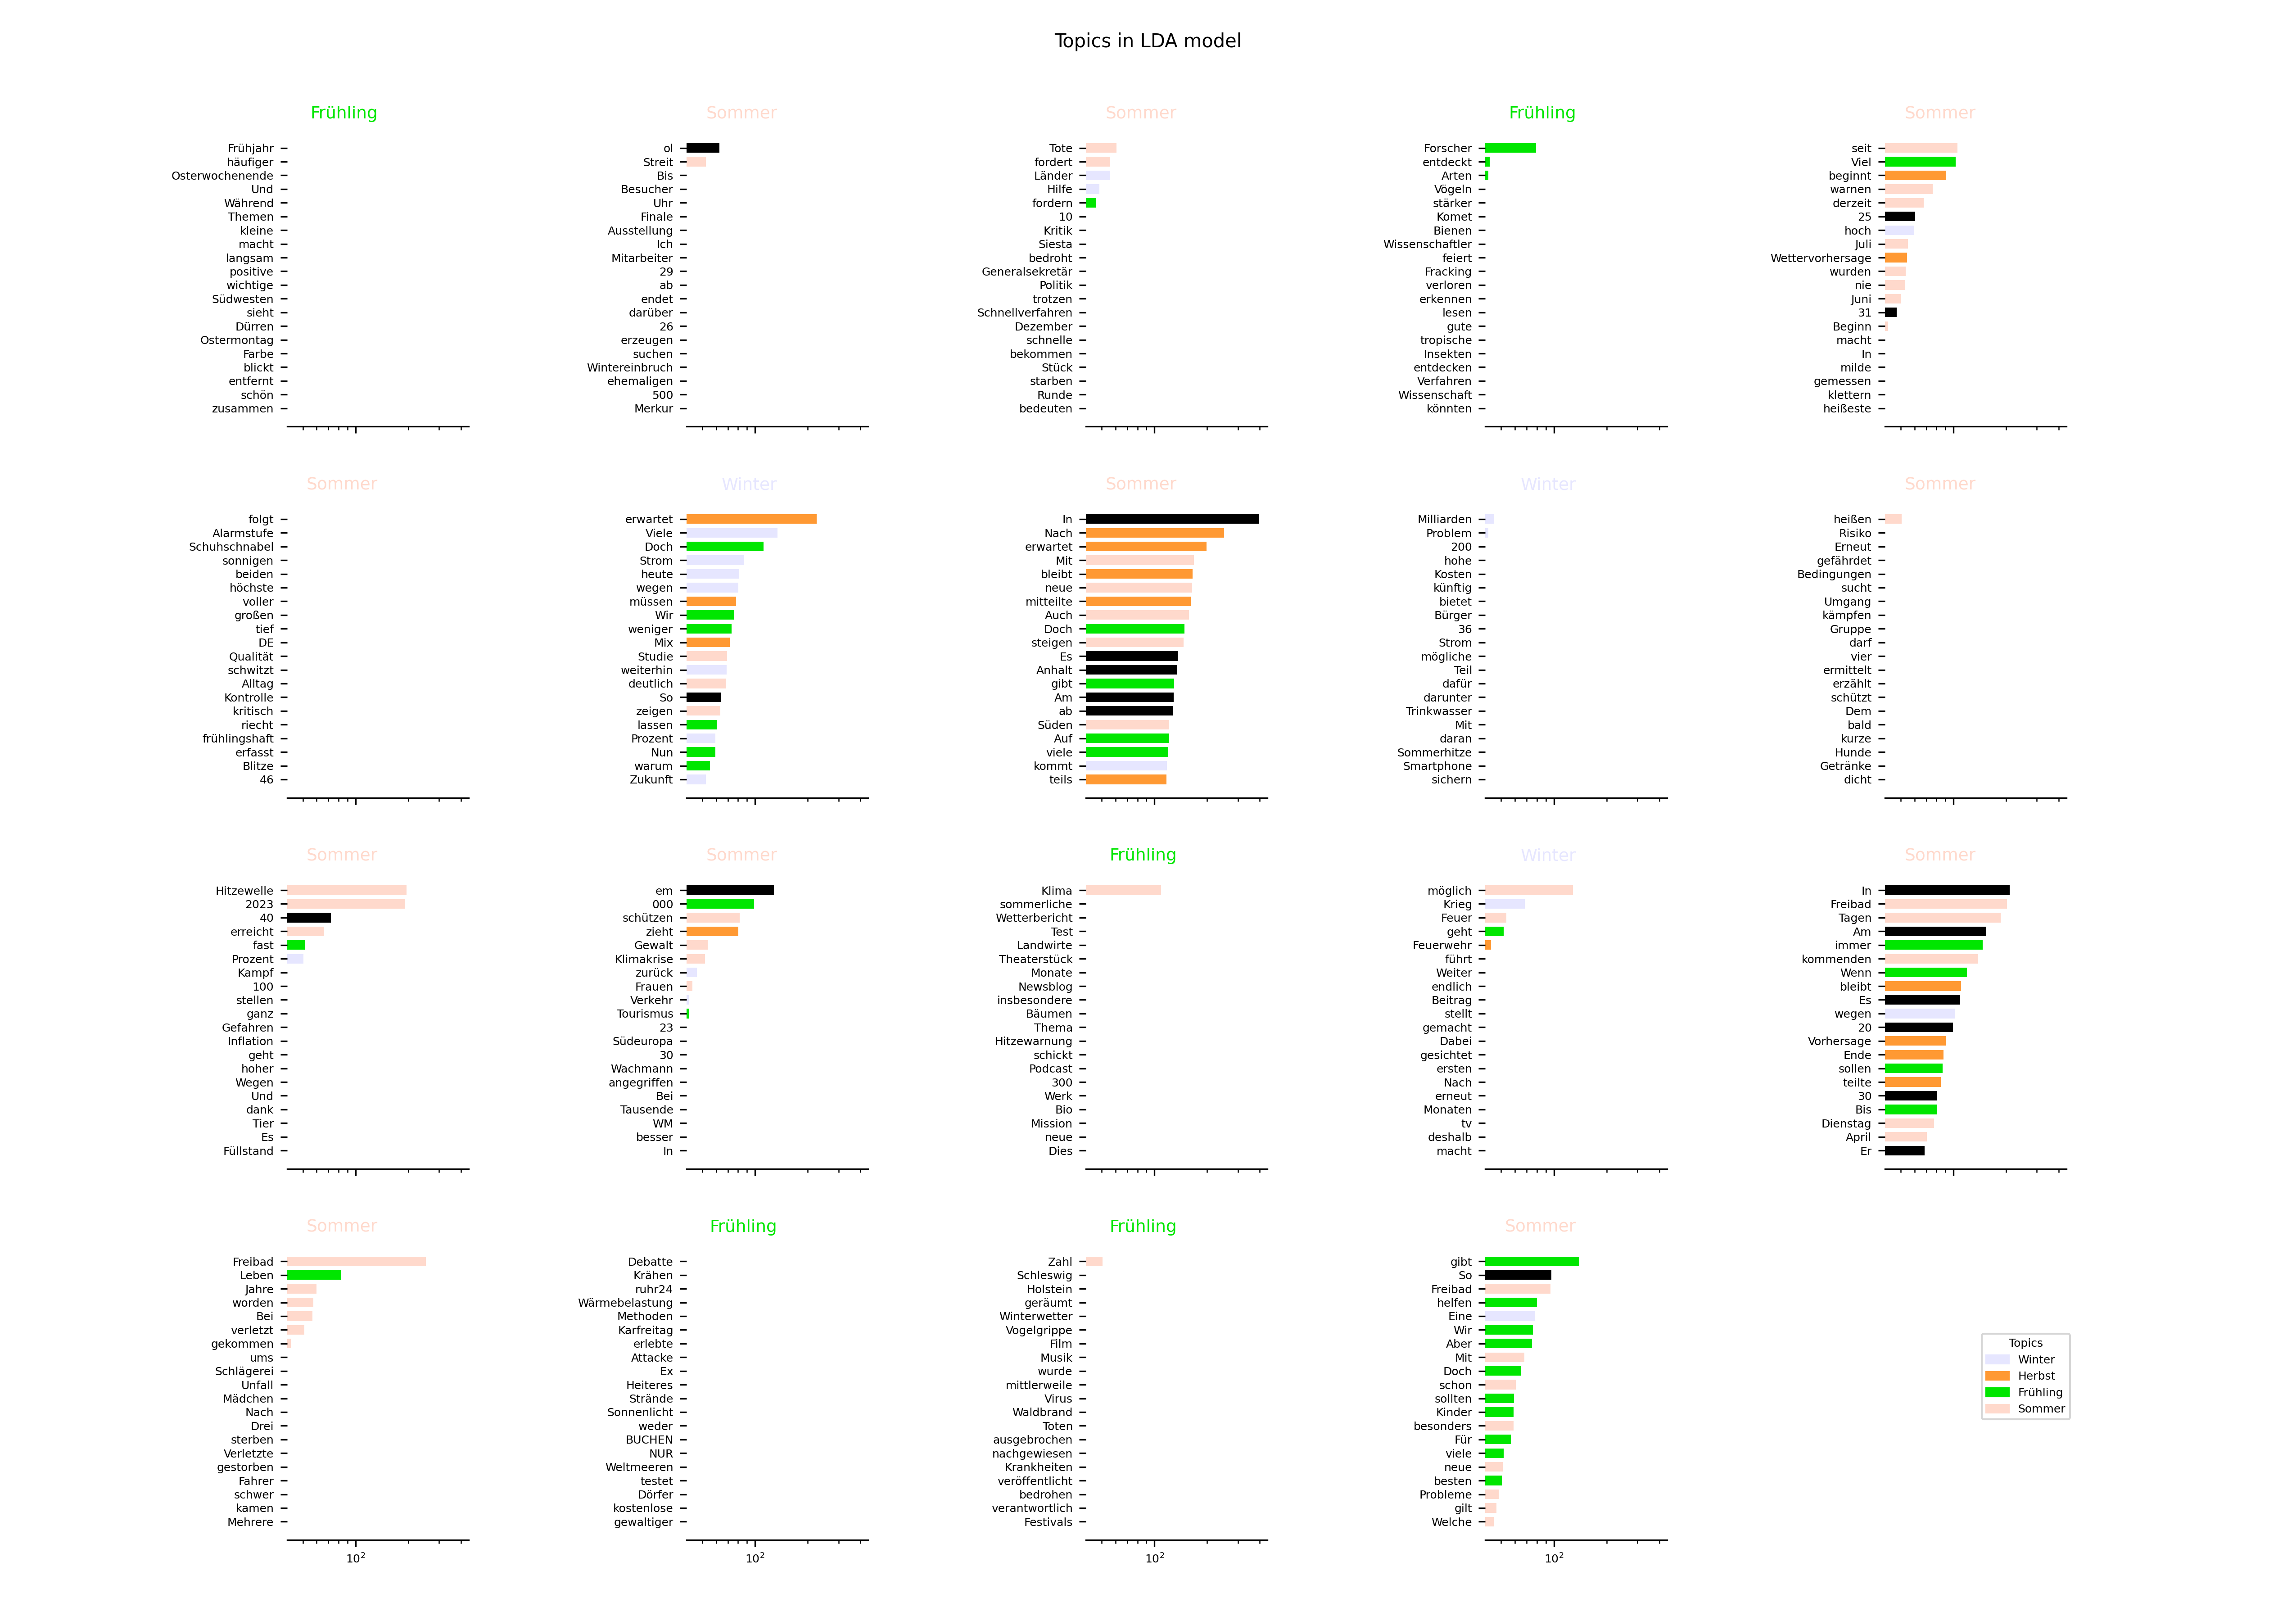 Topics in LDA model
Frühling
Frühjahr
häufiger
Osterwochenende
Und
Während
Themen
kleine
macht
langsam
positive
wichtige
Südwesten
sieht
Dürren
Ostermontag
Farbe
blickt
entfernt
schön
zusammen
Sommer
ol
Streit
Bis
Besucher
Uhr
Finale
Ausstellung
Ich
Mitarbeiter
29
ab
endet
darüber
26
erzeugen
suchen
Wintereinbruch
ehemaligen
500
Merkur
Sommer
Tote
fordert
Länder
Hilfe
fordern
10
Kritik
Siesta
bedroht
Generalsekretär
Politik
trotzen
Schnellverfahren
Dezember
schnelle
bekommen
Stück
starben
Runde
bedeuten
Frühling
Forscher
entdeckt
Arten
Vögeln
stärker
Komet
Bienen
Wissenschaftler
feiert
Fracking
verloren
erkennen
lesen
gute
tropische
Insekten
entdecken
Verfahren
Wissenschaft
könnten
Sommer
seit
Viel
beginnt
warnen
derzeit
25
hoch
Juli
Wettervorhersage
wurden
nie
Juni
31
Beginn
macht
In
milde
gemessen
klettern
heißeste
Sommer
folgt
Alarmstufe
Schuhschnabel
sonnigen
beiden
höchste
voller
großen
tief
DE
Qualität
schwitzt
Alltag
Kontrolle
kritisch
riecht
frühlingshaft
erfasst
Blitze
46
Winter
erwartet
Viele
Doch
Strom
heute
wegen
müssen
Wir
weniger
Mix
Studie
weiterhin
deutlich
So
zeigen
lassen
Prozent
Nun
warum
Zukunft
Sommer
In
Nach
erwartet
Mit
bleibt
neue
mitteilte
Auch
Doch
steigen
Es
Anhalt
gibt
Am
ab
Süden
Auf
viele
kommt
teils
Winter
Milliarden
Problem
200
hohe
Kosten
künftig
bietet
Bürger
36
Strom
mögliche
Teil
dafür
darunter
Trinkwasser
Mit
daran
Sommerhitze
Smartphone
sichern
Sommer
heißen
Risiko
Erneut
gefährdet
Bedingungen
sucht
Umgang
kämpfen
Gruppe
darf
vier
ermittelt
erzählt
schützt
Dem
bald
kurze
Hunde
Getränke
dicht
Sommer
Hitzewelle
2023
40
erreicht
fast
Prozent
Kampf
100
stellen
ganz
Gefahren
Inflation
geht
hoher
Wegen
Und
dank
Tier
Es
Füllstand
Sommer
em
000
schützen
zieht
Gewalt
Klimakrise
zurück
Frauen
Verkehr
Tourismus
23
Südeuropa
30
Wachmann
angegriffen
Bei
Tausende
WM
besser
In
Frühling
Klima
sommerliche
Wetterbericht
Test
Landwirte
Theaterstück
Monate
Newsblog
insbesondere
Bäumen
Thema
Hitzewarnung
schickt
Podcast
300
Werk
Bio
Mission
neue
Dies
Winter
möglich
Krieg
Feuer
geht
Feuerwehr
führt
Weiter
endlich
Beitrag
stellt
gemacht
Dabei
gesichtet
ersten
Nach
erneut
Monaten
tv
deshalb
macht
Sommer
In
Freibad
Tagen
Am
immer
kommenden
Wenn
bleibt
Es
wegen
20
Vorhersage
Ende
sollen
teilte
30
Bis
Dienstag
April
Er
Sommer
Freibad
Leben
Jahre
worden
Bei
verletzt
gekommen
ums
Schlägerei
Unfall
Mädchen
Nach
Drei
sterben
Verletzte
gestorben
Fahrer
schwer
kamen
Mehrere
10²
Frühling
Debatte
Krähen
ruhr24
Wärmebelastung
Methoden
Karfreitag
erlebte
Attacke
Ex
Heiteres
Strände
Sonnenlicht
weder
BUCHEN
NUR
Weltmeeren
testet
Dörfer
kostenlose
gewaltiger
10²
Frühling
Zahl
Schleswig
Holstein
geräumt
Winterwetter
Vogelgrippe
Film
Musik
wurde
mittlerweile
Virus
Waldbrand
Toten
ausgebrochen
nachgewiesen
Krankheiten
veröffentlicht
bedrohen
verantwortlich
Festivals
10²
Sommer
gibt
So
Freibad
helfen
Eine
Wir
Aber
Mit
Doch
schon
sollten
Kinder
besonders
Für
viele
neue
besten
Probleme
gilt
Welche
10²
Topics
Winter
Herbst
Frühling
Sommer